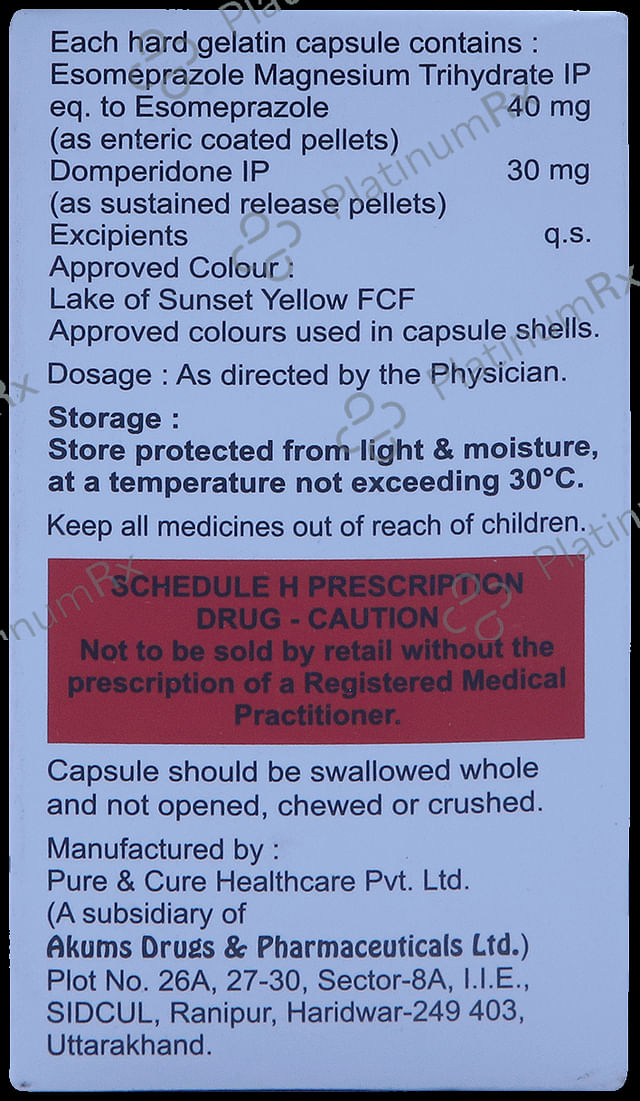 Each hard gelatin capsule contains :
Esomeprazole Magnesium Trihydrate IP
eq. to Esomeprazole 40 mg
(as enteric coated pellets)
Domperidone IP 30 mg
(as sustained release pellets)
Excipients q.s.
Approved Colour :
Lake of Sunset Yellow FCF
Approved colours used in capsule shells.
Dosage : As directed by the Physician.
Storage :
Store protected from light & moisture,
at a temperature not exceeding 30°C.
Keep all medicines out of reach of children.
SCHEDULE H PRESCRIPTION
DRUG - CAUTION
Not to be sold by retail without the
prescription of a Registered Medical
Practitioner.
Capsule should be swallowed whole
and not opened, chewed or crushed.
Manufactured by :
Pure & Cure Healthcare Pvt. Ltd.
(A subsidiary of
Akums Drugs & Pharmaceuticals Ltd.)
Plot No. 26A, 27-30, Sector-8A, I.I.E.,
SIDCUL, Ranipur, Haridwar-249 403,
Uttarakhand.
PlatinumRx
PlatinumRx